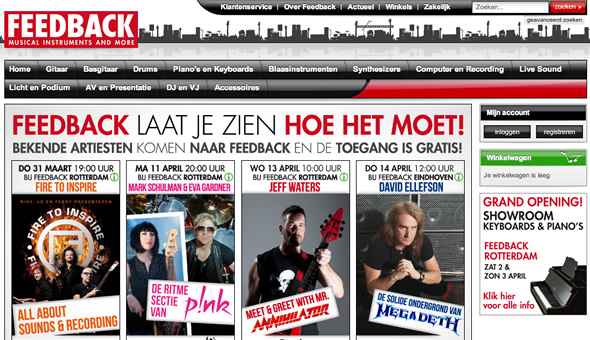 FEEDBACK
MUSICAL INSTRUMENTS AND MORE
Klantenservice | Over Feedback | Actueel | Winkels | Zakelijk
Zoeken...
zoeken
geavanceerd zoeken
Home Gitaar Basgitaar Drums Piano's en Keyboards Blaasinstrumenten Synthesizers Computer en Recording Live Sound
Licht en Podium AV en Presentatie DJ en VJ Accessoires
FEEDBACK LAAT JE ZIEN HOE HET MOET!
BEKENDE ARTIESTEN KOMEN NAAR FEEDBACK EN DE TOEGANG IS GRATIS!
DO 31 MAART 19:00 UUR
BIJ FEEDBACK ROTTERDAM
FIRE TO INSPIRE
NICK, JO EN FERRY PRESENTEREN
FIRE TO INSPIRE
ALL ABOUT
SOUNDS & RECORDING
MA 11 APRIL 20:00 UUR
BIJ FEEDBACK ROTTERDAM
MARK SCHULMAN & EVA GARDNER
DE RITME
SECTIE
VAN P!NK
WO 13 APRIL 10:00 UUR
BIJ FEEDBACK ROTTERDAM
JEFF WATERS
MEET & GREET WITH MR.
ANNIHILATOR
DO 14 APRIL 12:00 UUR
BIJ FEEDBACK EINDHOVEN
DAVID ELLEFSON
DE SOLIDE ONDERGROND VAN
MEGADETH
Mijn account
inloggen
registreren
Winkelwagen
Je winkelwagen is leeg
GRAND OPENING!
SHOWROOM
KEYBOARDS & PIANO'S
FEEDBACK
ROTTERDAM
ZAT 2 &
ZON 3 APRIL
Klik hier
voor alle info